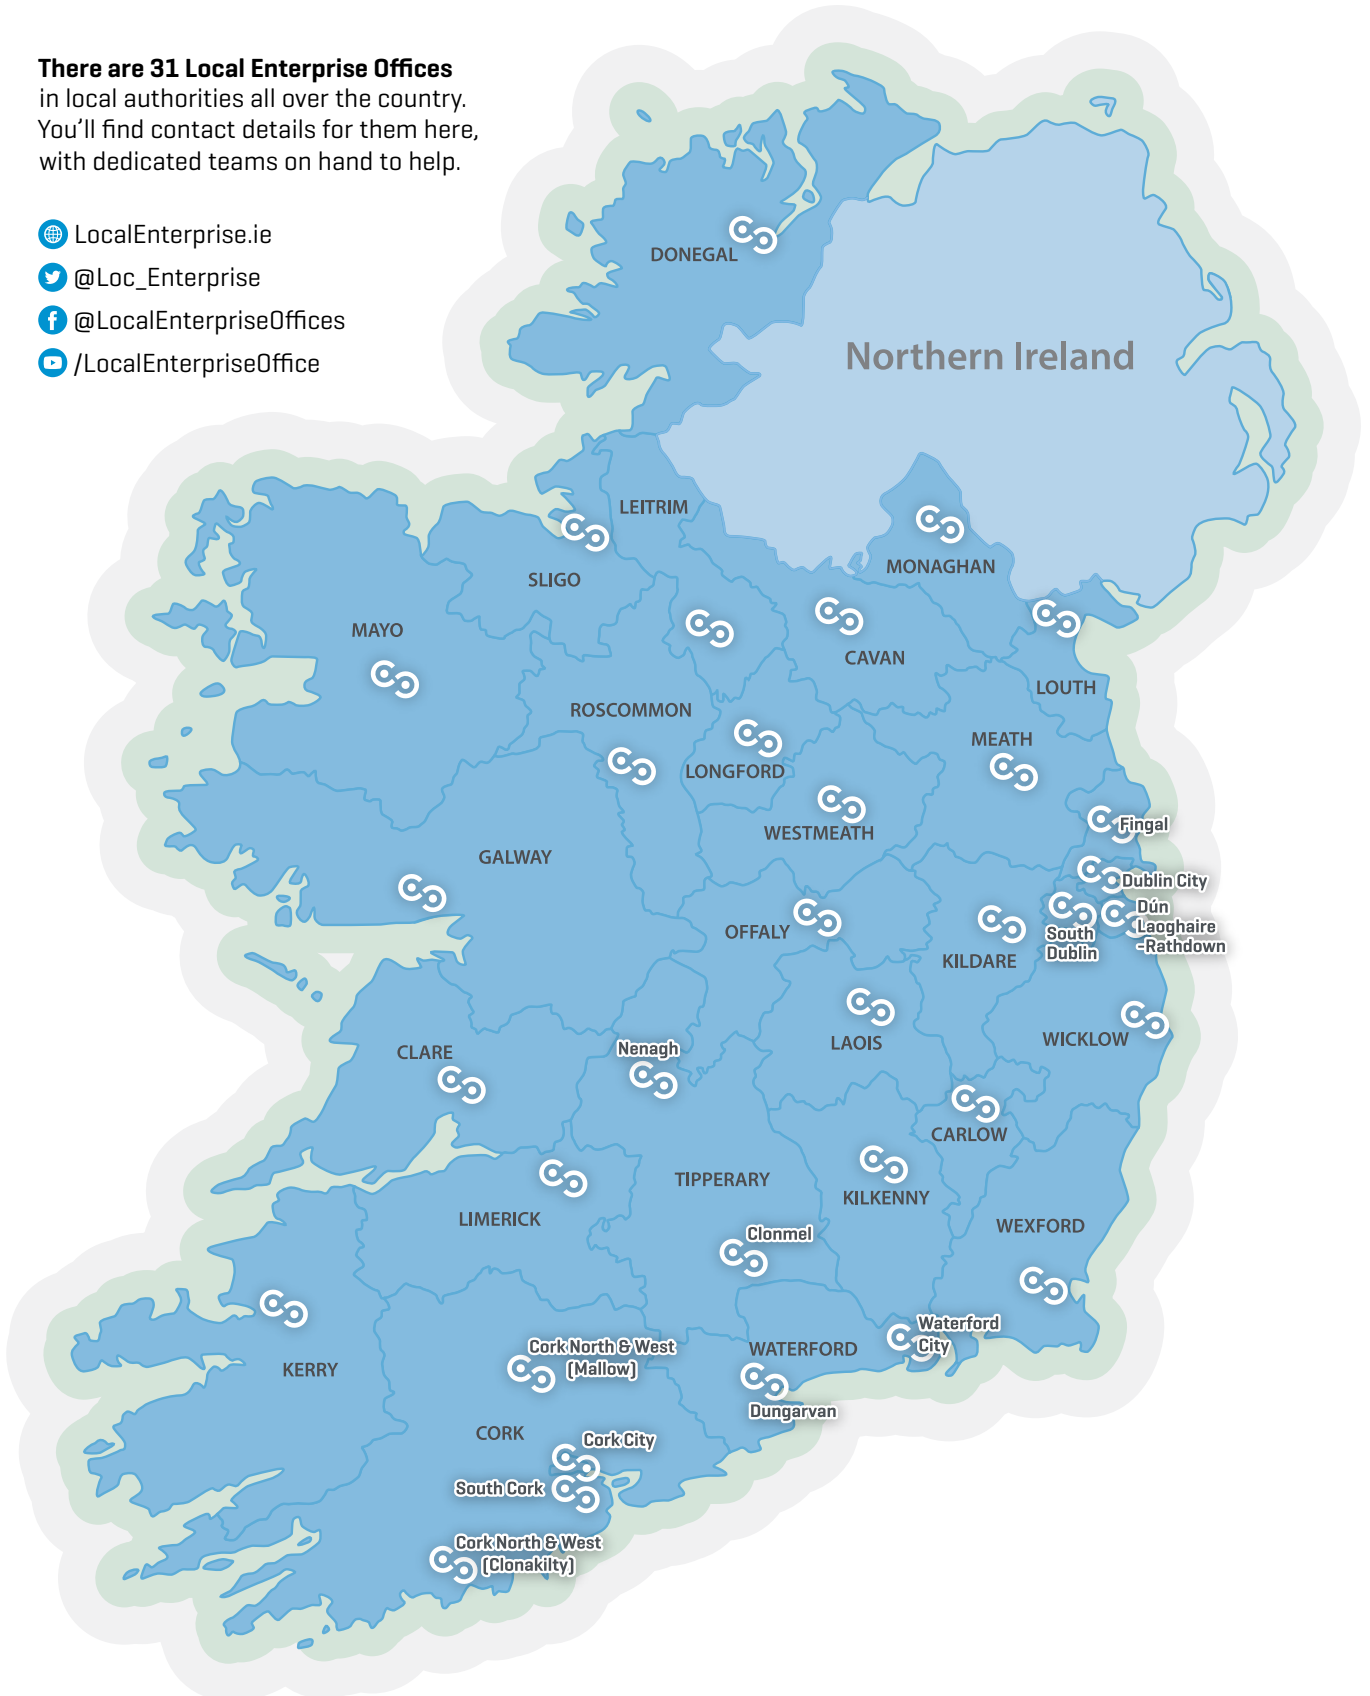 There are 31 Local Enterprise Offices
in local authorities all over the country.
You'll find contact details for them here,
with dedicated teams on hand to help.
LocalEnterprise.ie
@Loc_Enterprise
@LocalEnterpriseOffices
/LocalEnterpriseOffice
DONEGAL
Northern Ireland
LEITRIM
MONAGHAN
SLIGO
MAYO
CAVAN
LOUTH
ROSCOMMON
MEATH
LONGFORD
Fingal
WESTMEATH
GALWAY
Dublin City
Dún
Laoghaire
-Rathdown
South
Dublin
OFFALY
KILDARE
WICKLOW
LAOIS
Nenagh
CLARE
CARLOW
TIPPERARY
KILKENNY
LIMERICK
WEXFORD
Clonmel
Waterford
City
WATERFORD
Cork North & West
(Mallow)
KERRY
Dungarvan
CORK
Cork City
South Cork
Cork North & West
(Clonakilty)